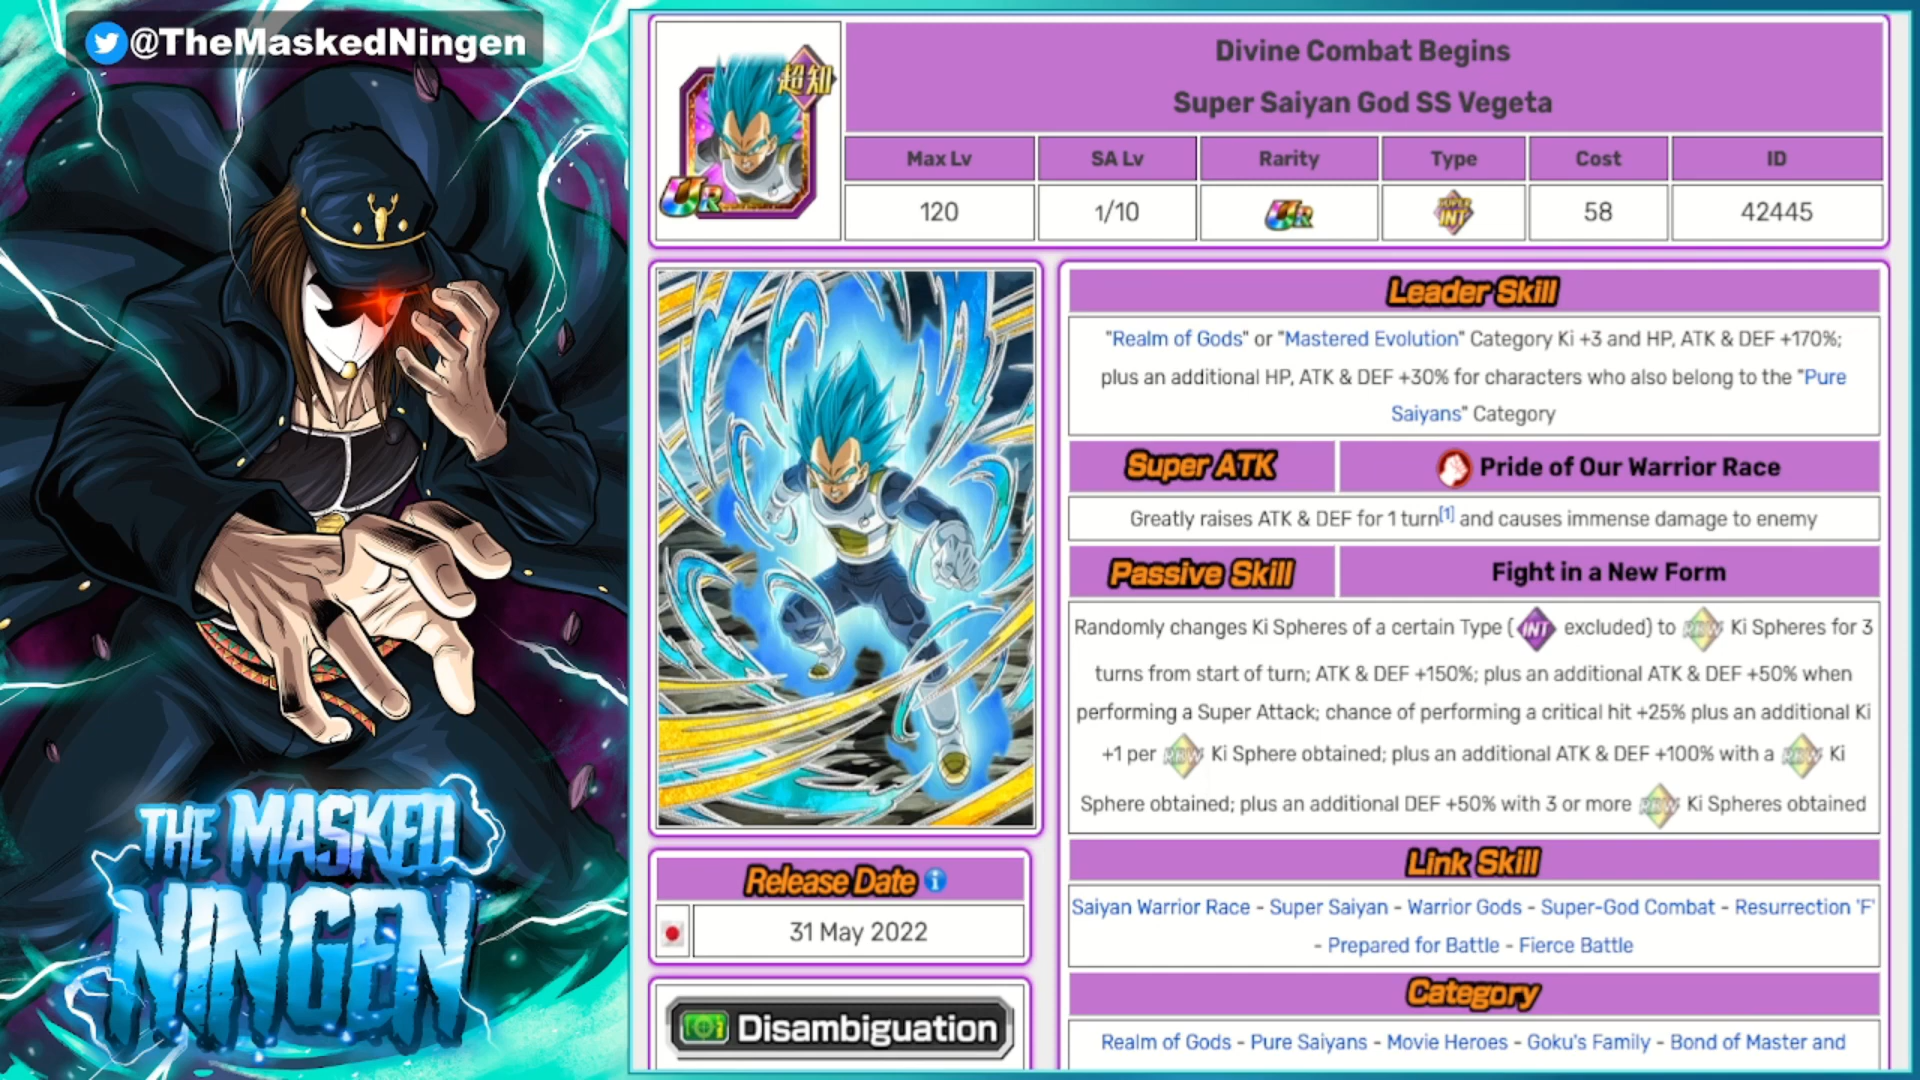 @TheMaskedNingen
THE MASKED
NINGEN
超知
UR
Divine Combat Begins
Super Saiyan God SS Vegeta
Max Lv SA Lv Rarity Type Cost ID
120 1/10 UR SUPER INT 58 42445
Leader Skill
"Realm of Gods" or "Mastered Evolution" Category Ki +3 and HP, ATK & DEF +170%;
plus an additional HP, ATK & DEF +30% for characters who also belong to the "Pure
Saiyans" Category
Super ATK Pride of Our Warrior Race
Greatly raises ATK & DEF for 1 turn[1] and causes immense damage to enemy
Passive Skill Fight in a New Form
Randomly changes Ki Spheres of a certain Type (INT excluded) to RBW Ki Spheres for 3
turns from start of turn; ATK & DEF +150%; plus an additional ATK & DEF +50% when
performing a Super Attack; chance of performing a critical hit +25% plus an additional Ki
+1 per RBW Ki Sphere obtained; plus an additional ATK & DEF +100% with a RBW Ki
Sphere obtained; plus an additional DEF +50% with 3 or more RBW Ki Spheres obtained
Link Skill
Saiyan Warrior Race - Super Saiyan - Warrior Gods - Super-God Combat - Resurrection 'F'
- Prepared for Battle - Fierce Battle
Category
Realm of Gods - Pure Saiyans - Movie Heroes - Goku's Family - Bond of Master and
Release Date i
31 May 2022
Disambiguation